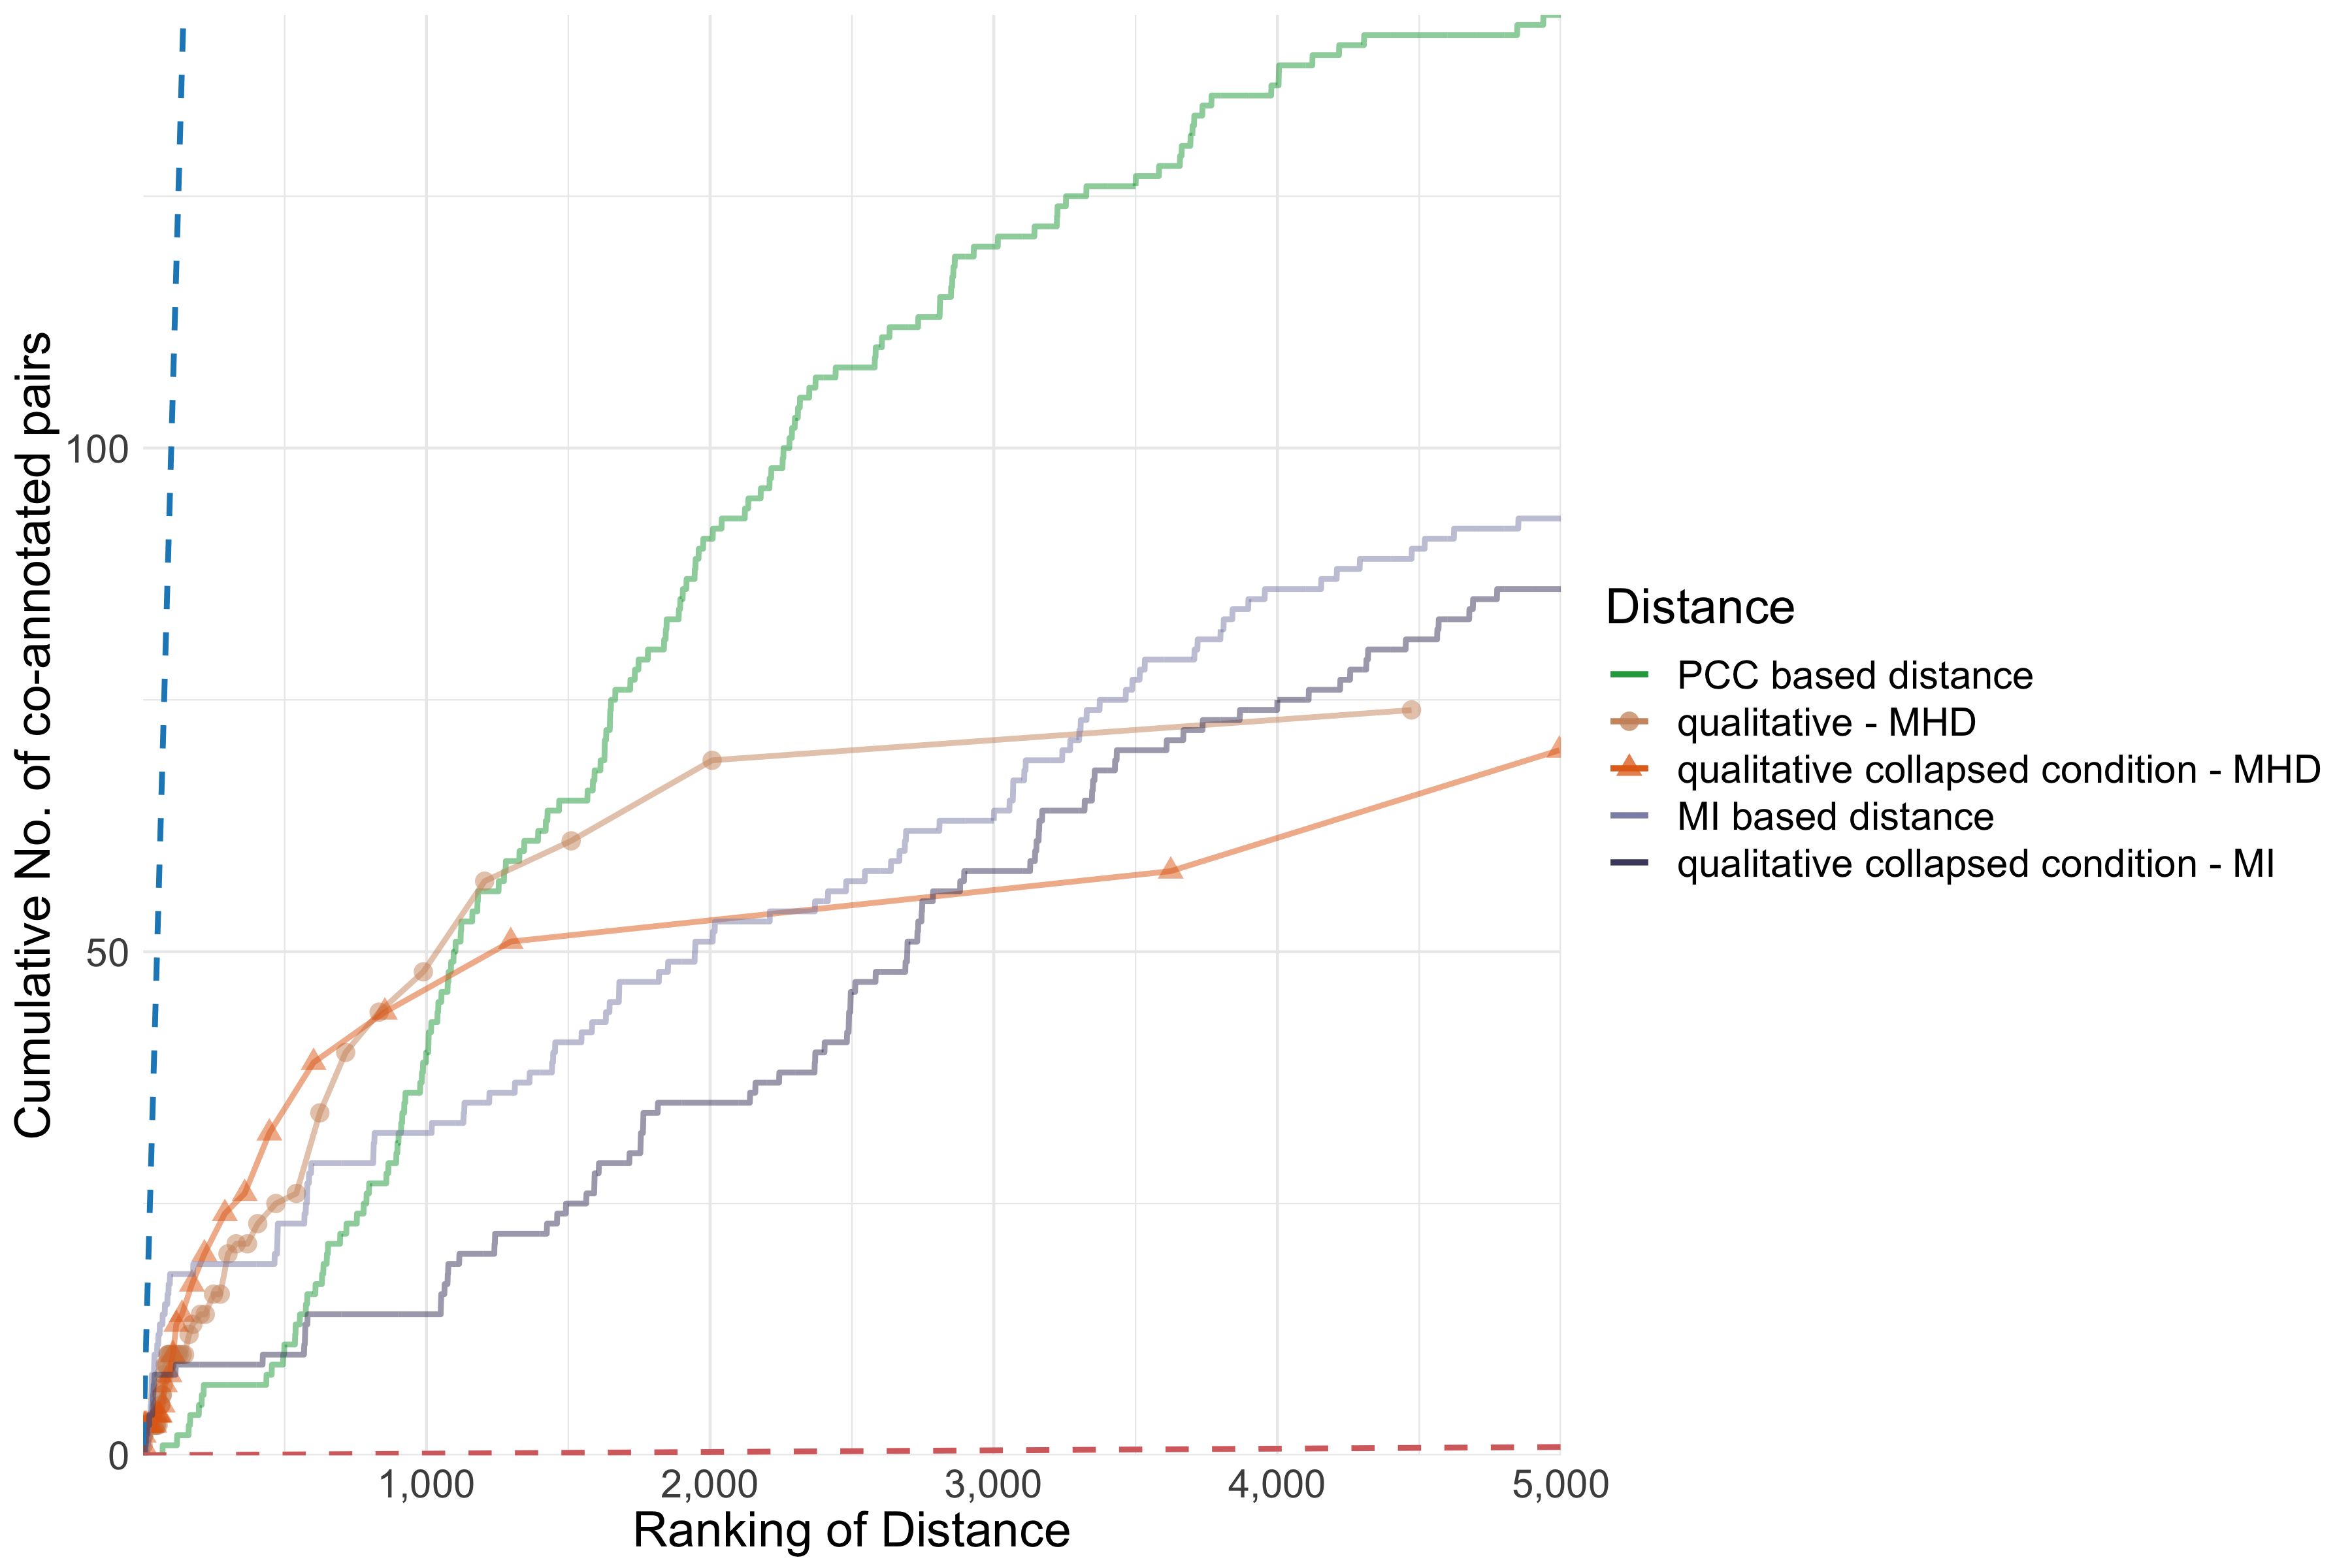 Cumulative No. of co-annotated pairs
100
50
0
1,000
2,000
3,000
4,000
5,000
Ranking of Distance
Distance
PCC based distance
qualitative - MHD
qualitative collapsed condition - MHD
MI based distance
qualitative collapsed condition - MI